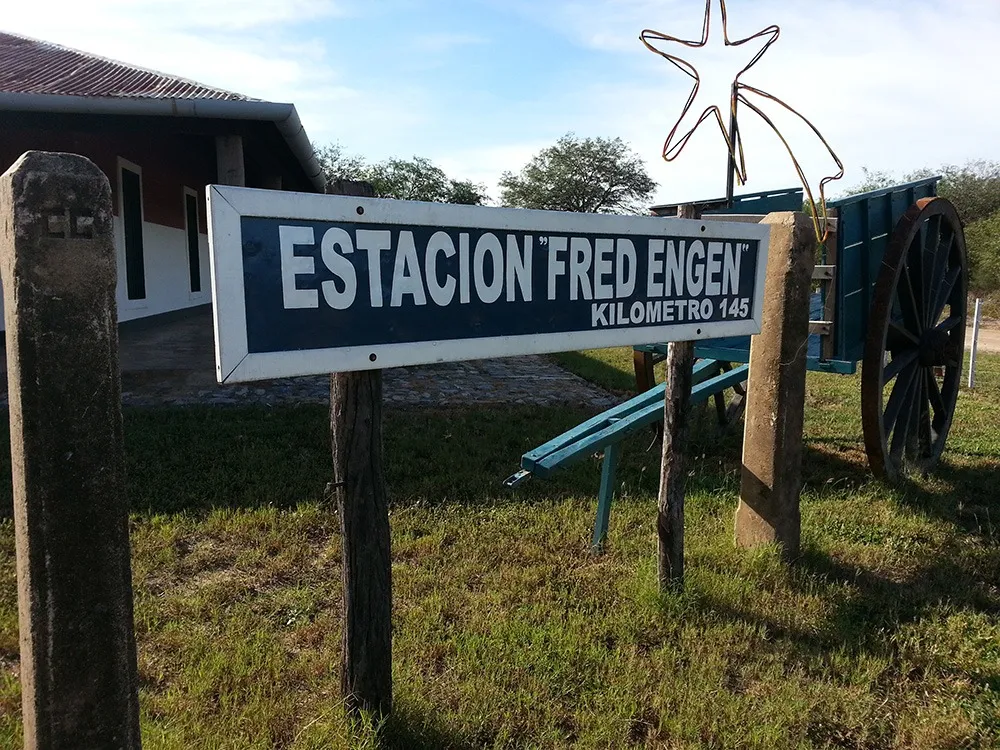 ESTACION "FRED ENGEN"
KILOMETRO 145